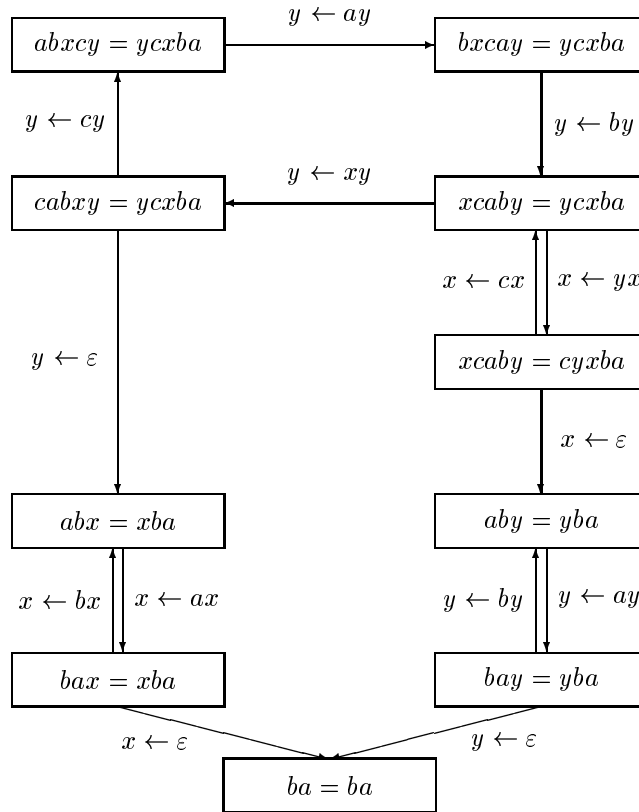 y ← ay
abxcy = ycxba
bxcay = ycxba
y ← cy
y ← by
y ← xy
cabxy = ycxba
xcaby = ycxba
x ← cx
x ← yx
y ← ε
xcaby = cyxba
x ← ε
abx = xba
aby = yba
x ← bx
x ← ax
y ← by
y ← ay
bax = xba
bay = yba
x ← ε
y ← ε
ba = ba